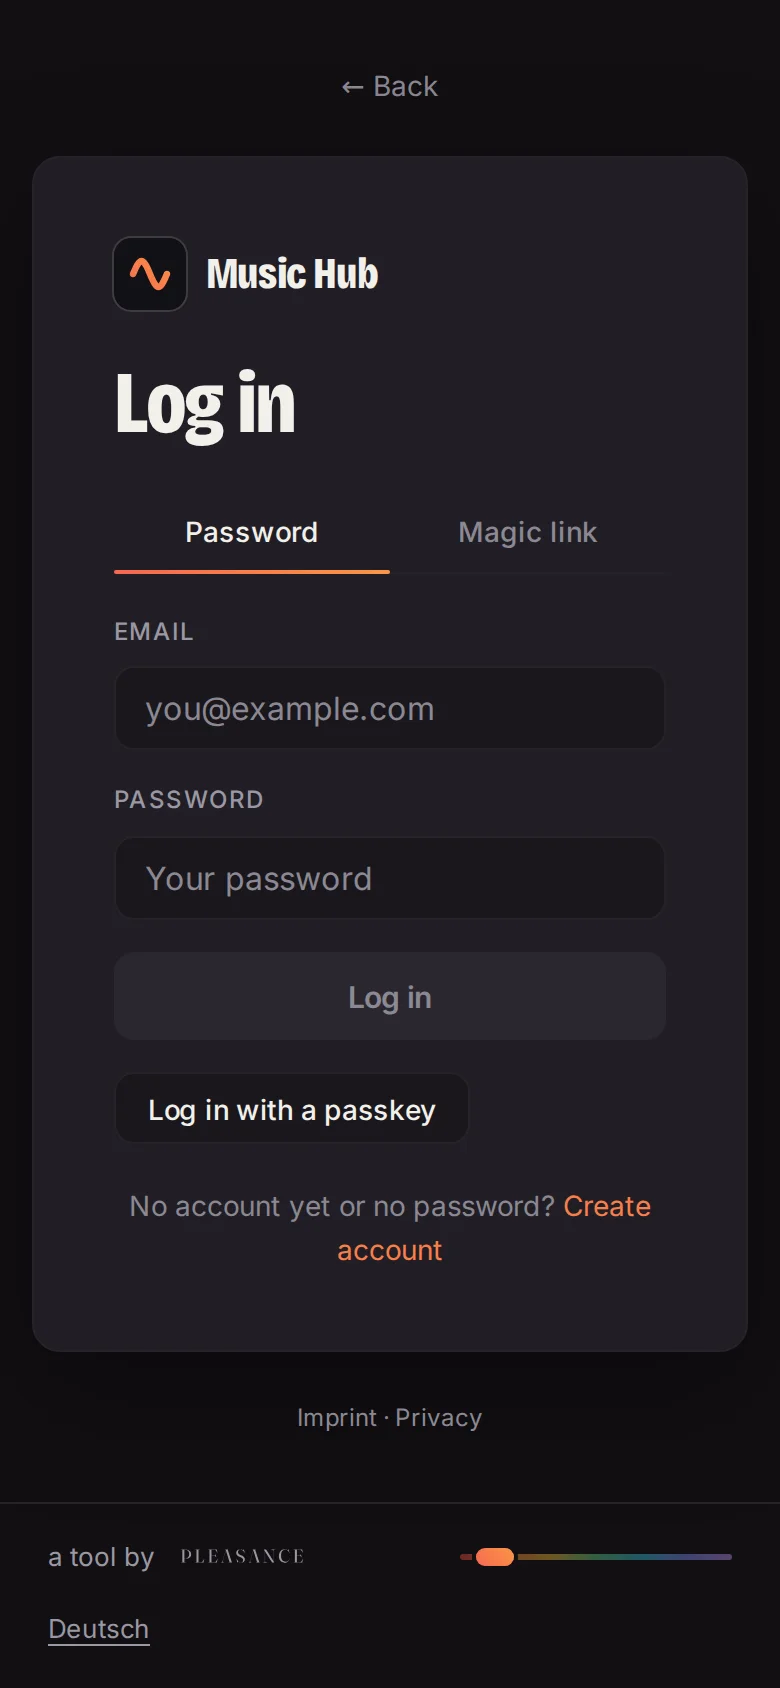 ← Back
Music Hub
Log in
Password
Magic link
EMAIL
you@example.com
PASSWORD
Your password
Log in
Log in with a passkey
No account yet or no password? Create
account
Imprint · Privacy
a tool by PLEASANCE
Deutsch